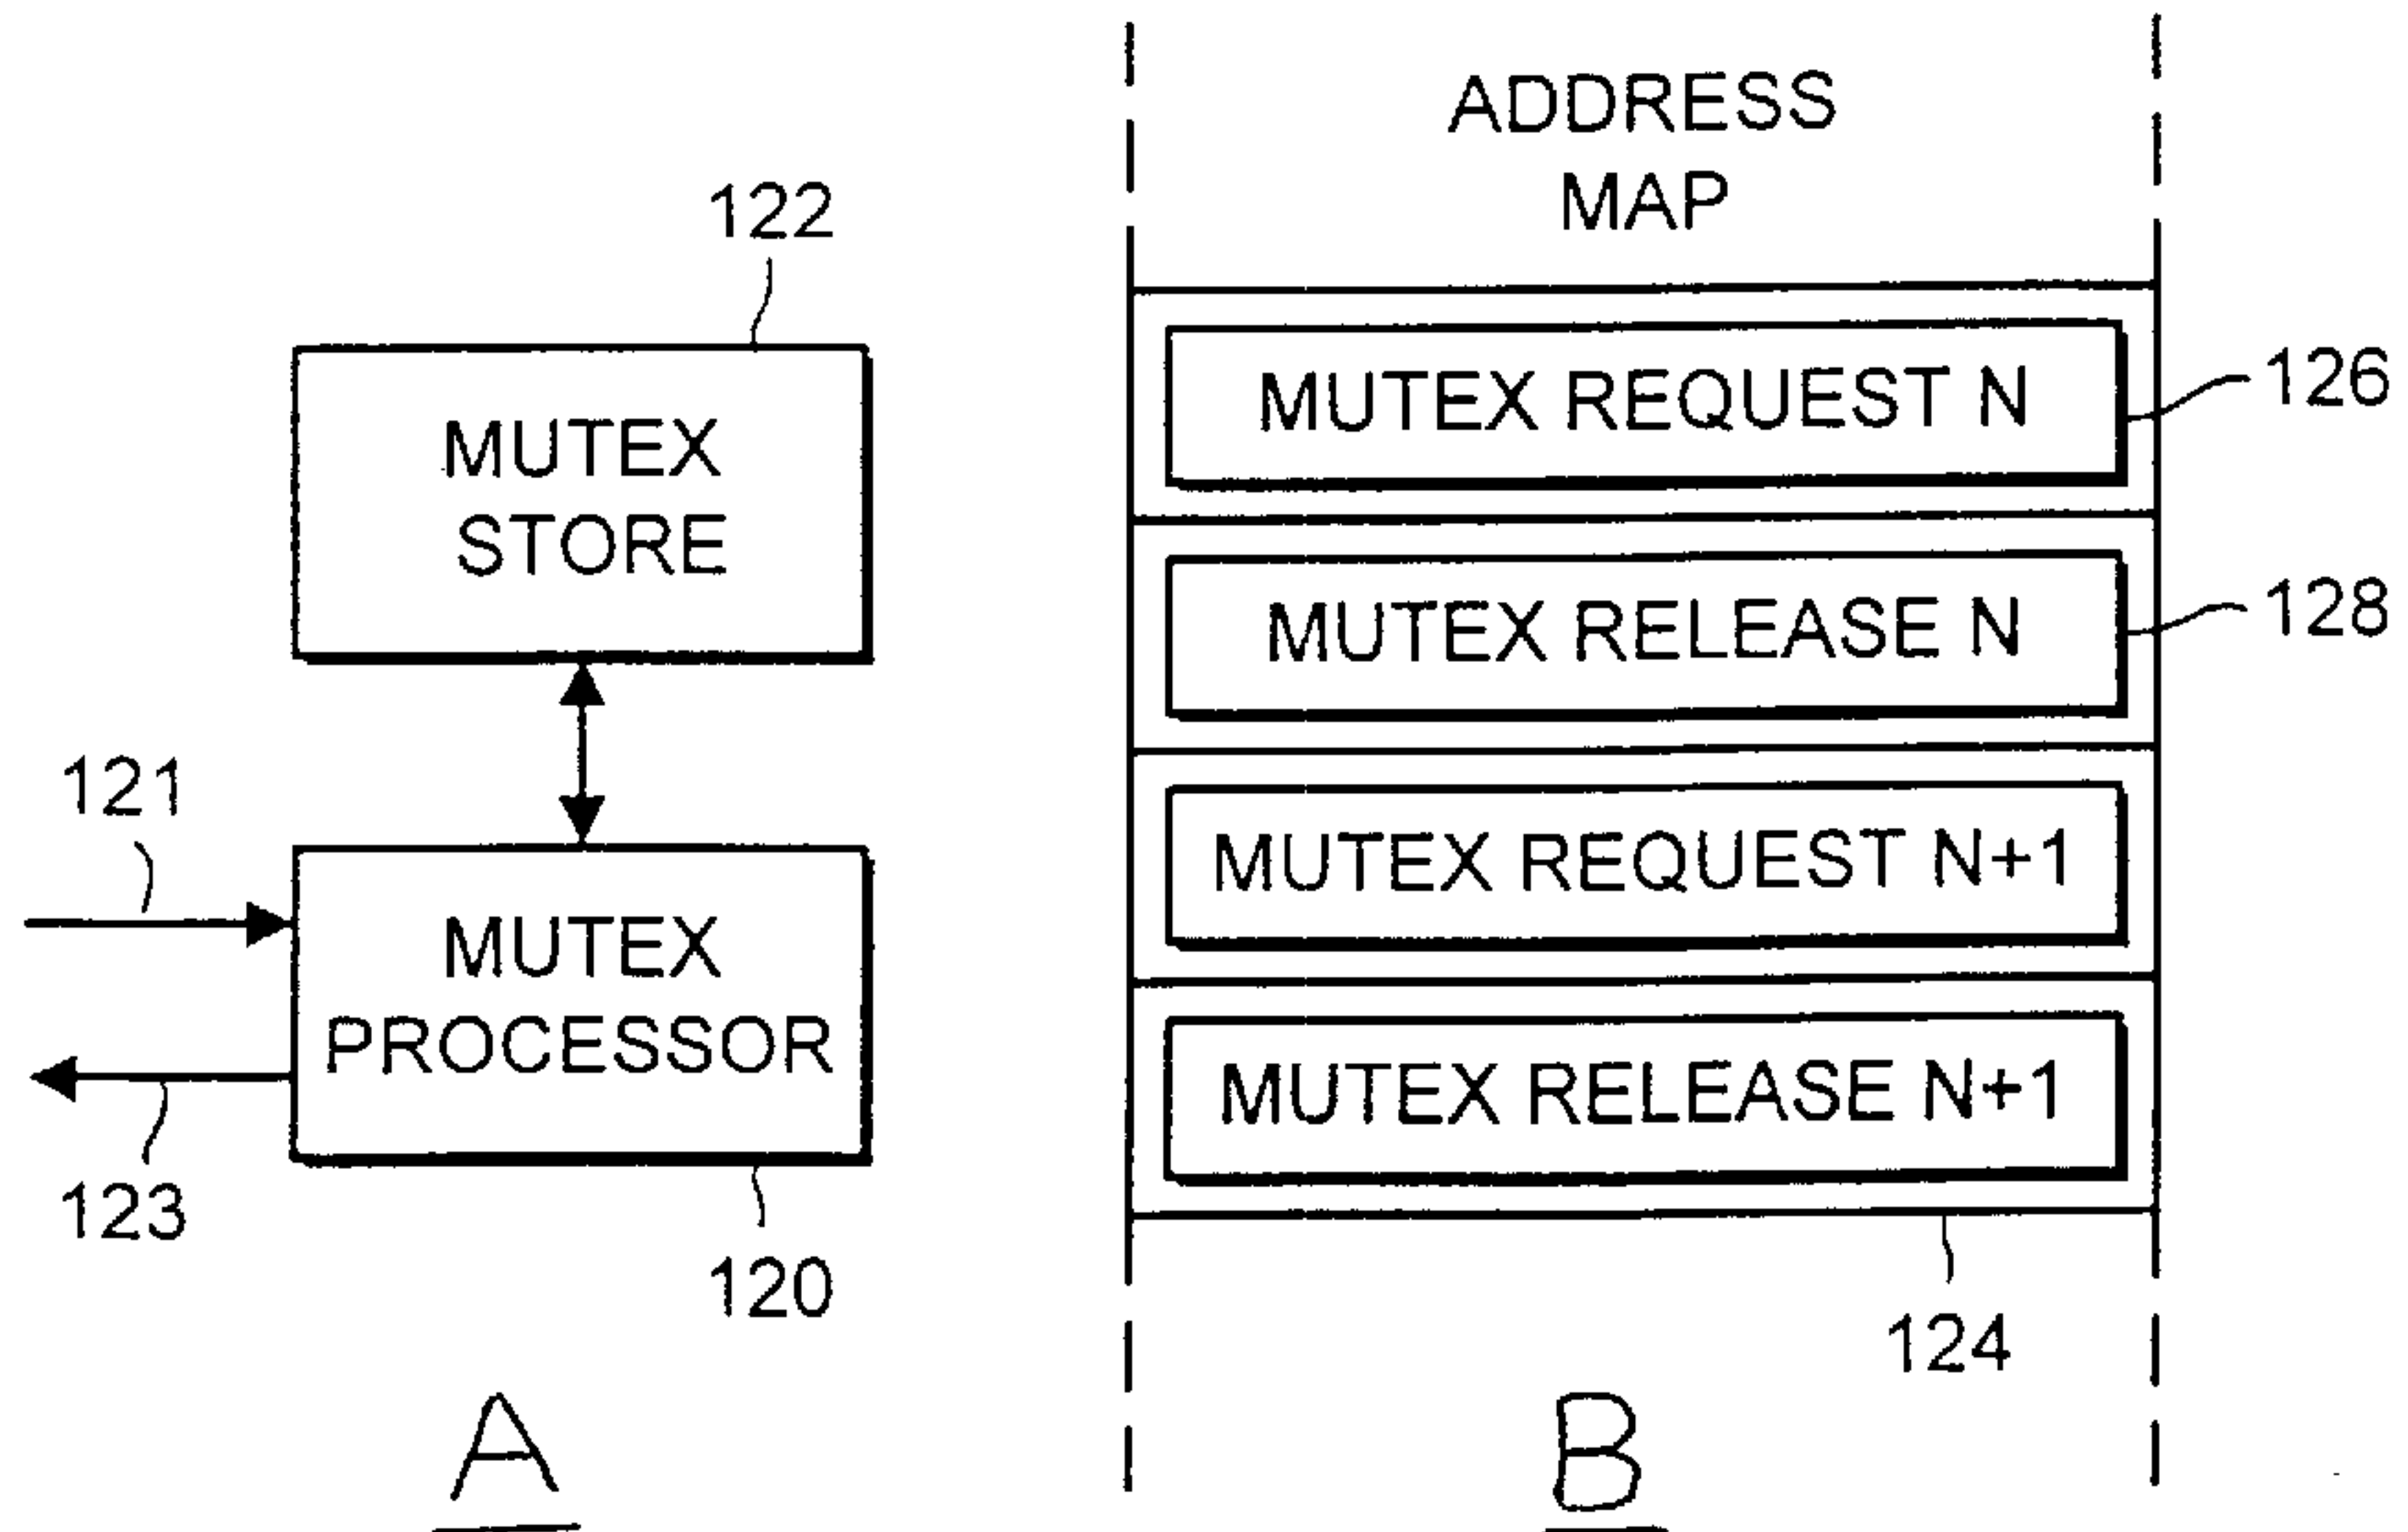 122
MUTEX
STORE
121
MUTEX
PROCESSOR
123
120
A
ADDRESS
MAP
MUTEX REQUEST N
126
MUTEX RELEASE N
128
MUTEX REQUEST N+1
MUTEX RELEASE N+1
124
B